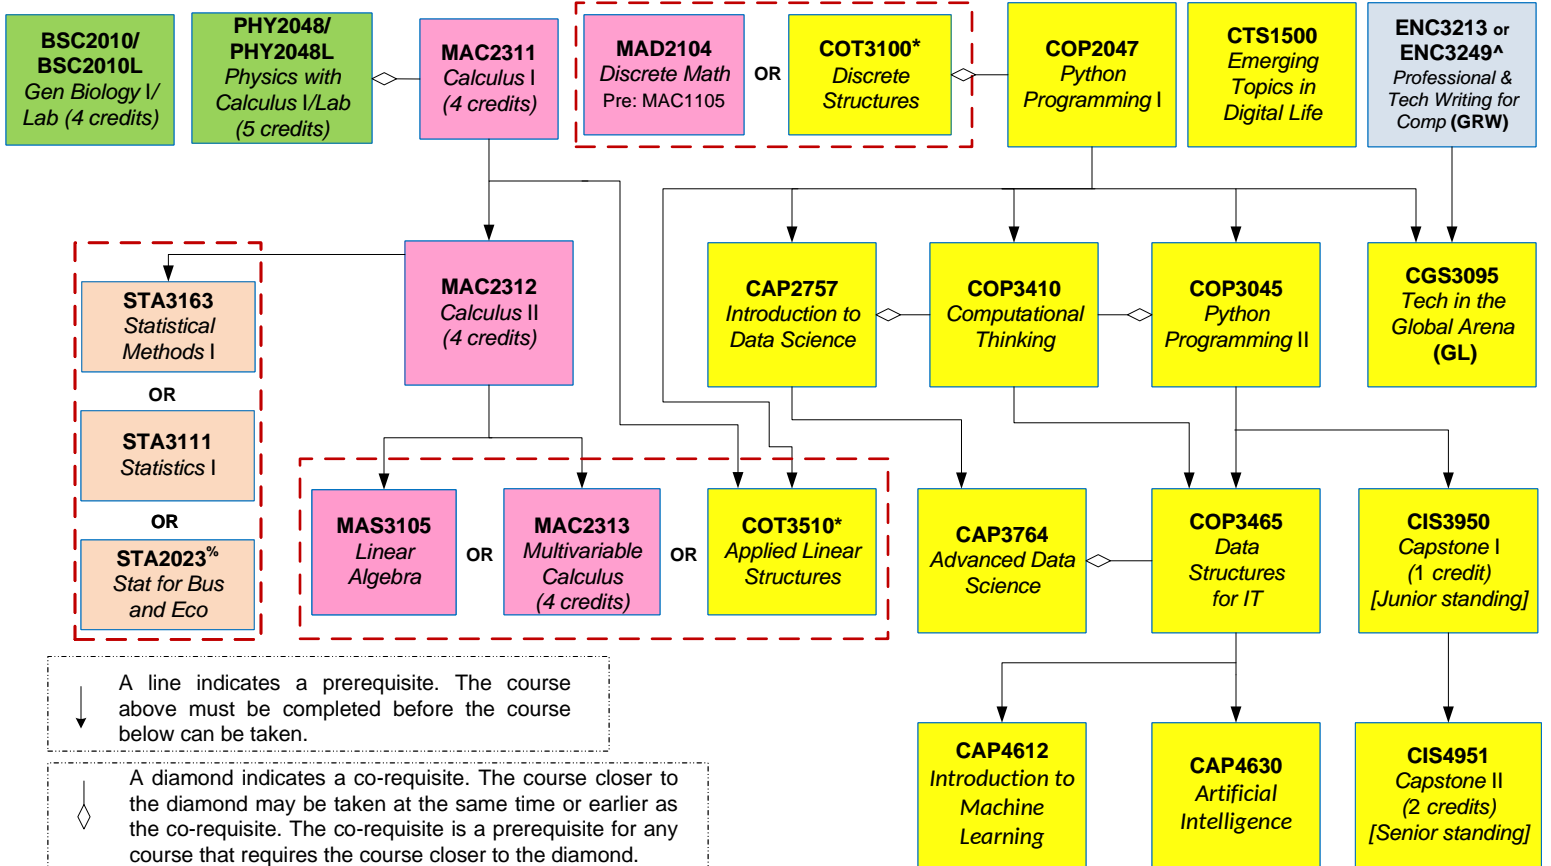 BSC2010/
BSC2010L
Gen Biology I/
Lab (4 credits)
PHY2048/
PHY2048L
Physics with
Calculus I/Lab
(5 credits)
MAC2311
Calculus I
(4 credits)
MAD2104
Discrete Math
Pre: MAC1105
OR
COT3100*
Discrete
Structures
COP2047
Python
Programming I
CTS1500
Emerging
Topics in
Digital Life
ENC3213 or
ENC3249^
Professional &
Tech Writing for
Comp (GRW)
STA3163
Statistical
Methods I
OR
STA3111
Statistics I
OR
STA2023%
Stat for Bus
and Eco
MAC2312
Calculus II
(4 credits)
CAP2757
Introduction to
Data Science
COP3410
Computational
Thinking
COP3045
Python
Programming II
CGS3095
Tech in the
Global Arena
(GL)
MAS3105
Linear
Algebra
OR
MAC2313
Multivariable
Calculus
(4 credits)
OR
COT3510*
Applied Linear
Structures
CAP3764
Advanced Data
Science
COP3465
Data
Structures
for IT
CIS3950
Capstone I
(1 credit)
[Junior standing]
A line indicates a prerequisite. The course
above must be completed before the course
below can be taken.
A diamond indicates a co-requisite. The course closer to
the diamond may be taken at the same time or earlier as
the co-requisite. The co-requisite is a prerequisite for any
course that requires the course closer to the diamond.
CAP4612
Introduction to
Machine
Learning
CAP4630
Artificial
Intelligence
CIS4951
Capstone II
(2 credits)
[Senior standing]